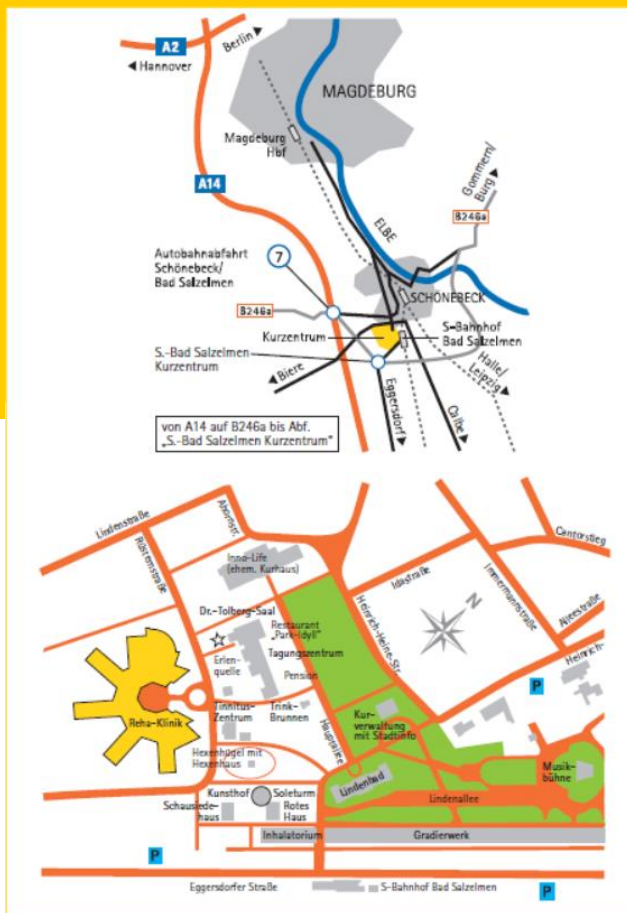 A2
Berlin
Hannover
MAGDEBURG
Magdeburg
Hbf
A14
Gommern/
Burg
B246a
ELBE
Autobahnabfahrt
Schönebeck/
Bad Salzelmen
7
SCHÖNEBECK
B246a
S-Bahnhof
Bad Salzelmen
Kurzentrum
S.-Bad Salzelmen
Kurzentrum
Biere
Halle/
Leipzig
Eggersdorf
Calbe
von A14 auf B246a bis Abf.
„S.-Bad Salzelmen Kurzentrum"
Lindenstraße
Ahornstr.
Rüsternstraße
Cantorstieg
Inno-Life
(ehem. Kurhaus)
Idastraße
Immermannstraße
Alleestraße
Heinrich-Heine-Str.
N
Dr.-Tolberg-Saal
Restaurant
„Park-Idyll"
Erlen-
quelle
Tagungszentrum
Heinrich-
P
Pension
Reha-Klinik
Tinnitus-
Zentrum
Trink-
Brunnen
Kur-
verwaltung
mit Stadtinfo
Hauptallee
Hexenhügel mit
Hexenhaus
Musik-
bühne
Lindenbad
Kunsthof
Soleturm
Lindenallee
Schausiede-
haus
Rotes
Haus
Inhalatorium
Gradierwerk
P
Eggersdorfer Straße
S-Bahnhof Bad Salzelmen
P